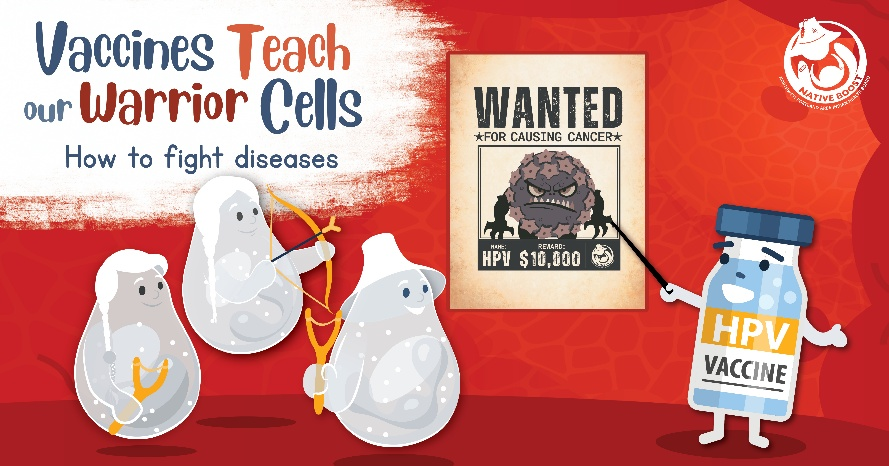 Vaccines Teach
our Warrior Cells
How to fight diseases
WANTED
★FOR CAUSING CANCER★
NAME: REWARD:
HPV $10,000
HPV
VACCINE
NATIVE BOOST